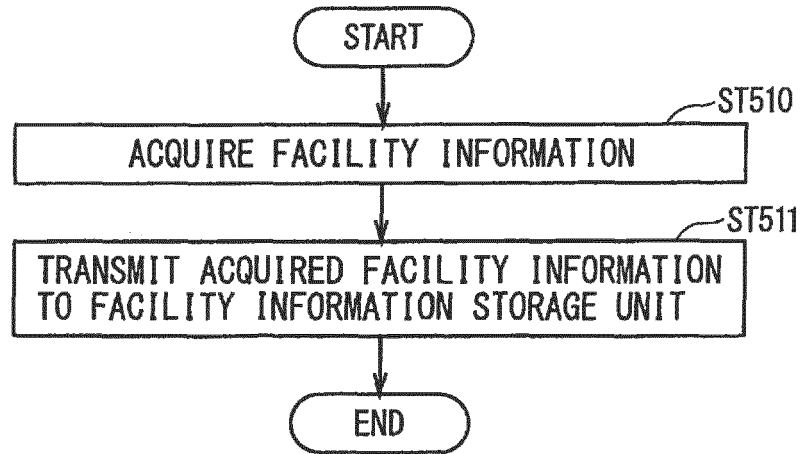 START
ST510
ACQUIRE FACILITY INFORMATION
ST511
TRANSMIT ACQUIRED FACILITY INFORMATION
TO FACILITY INFORMATION STORAGE UNIT
END